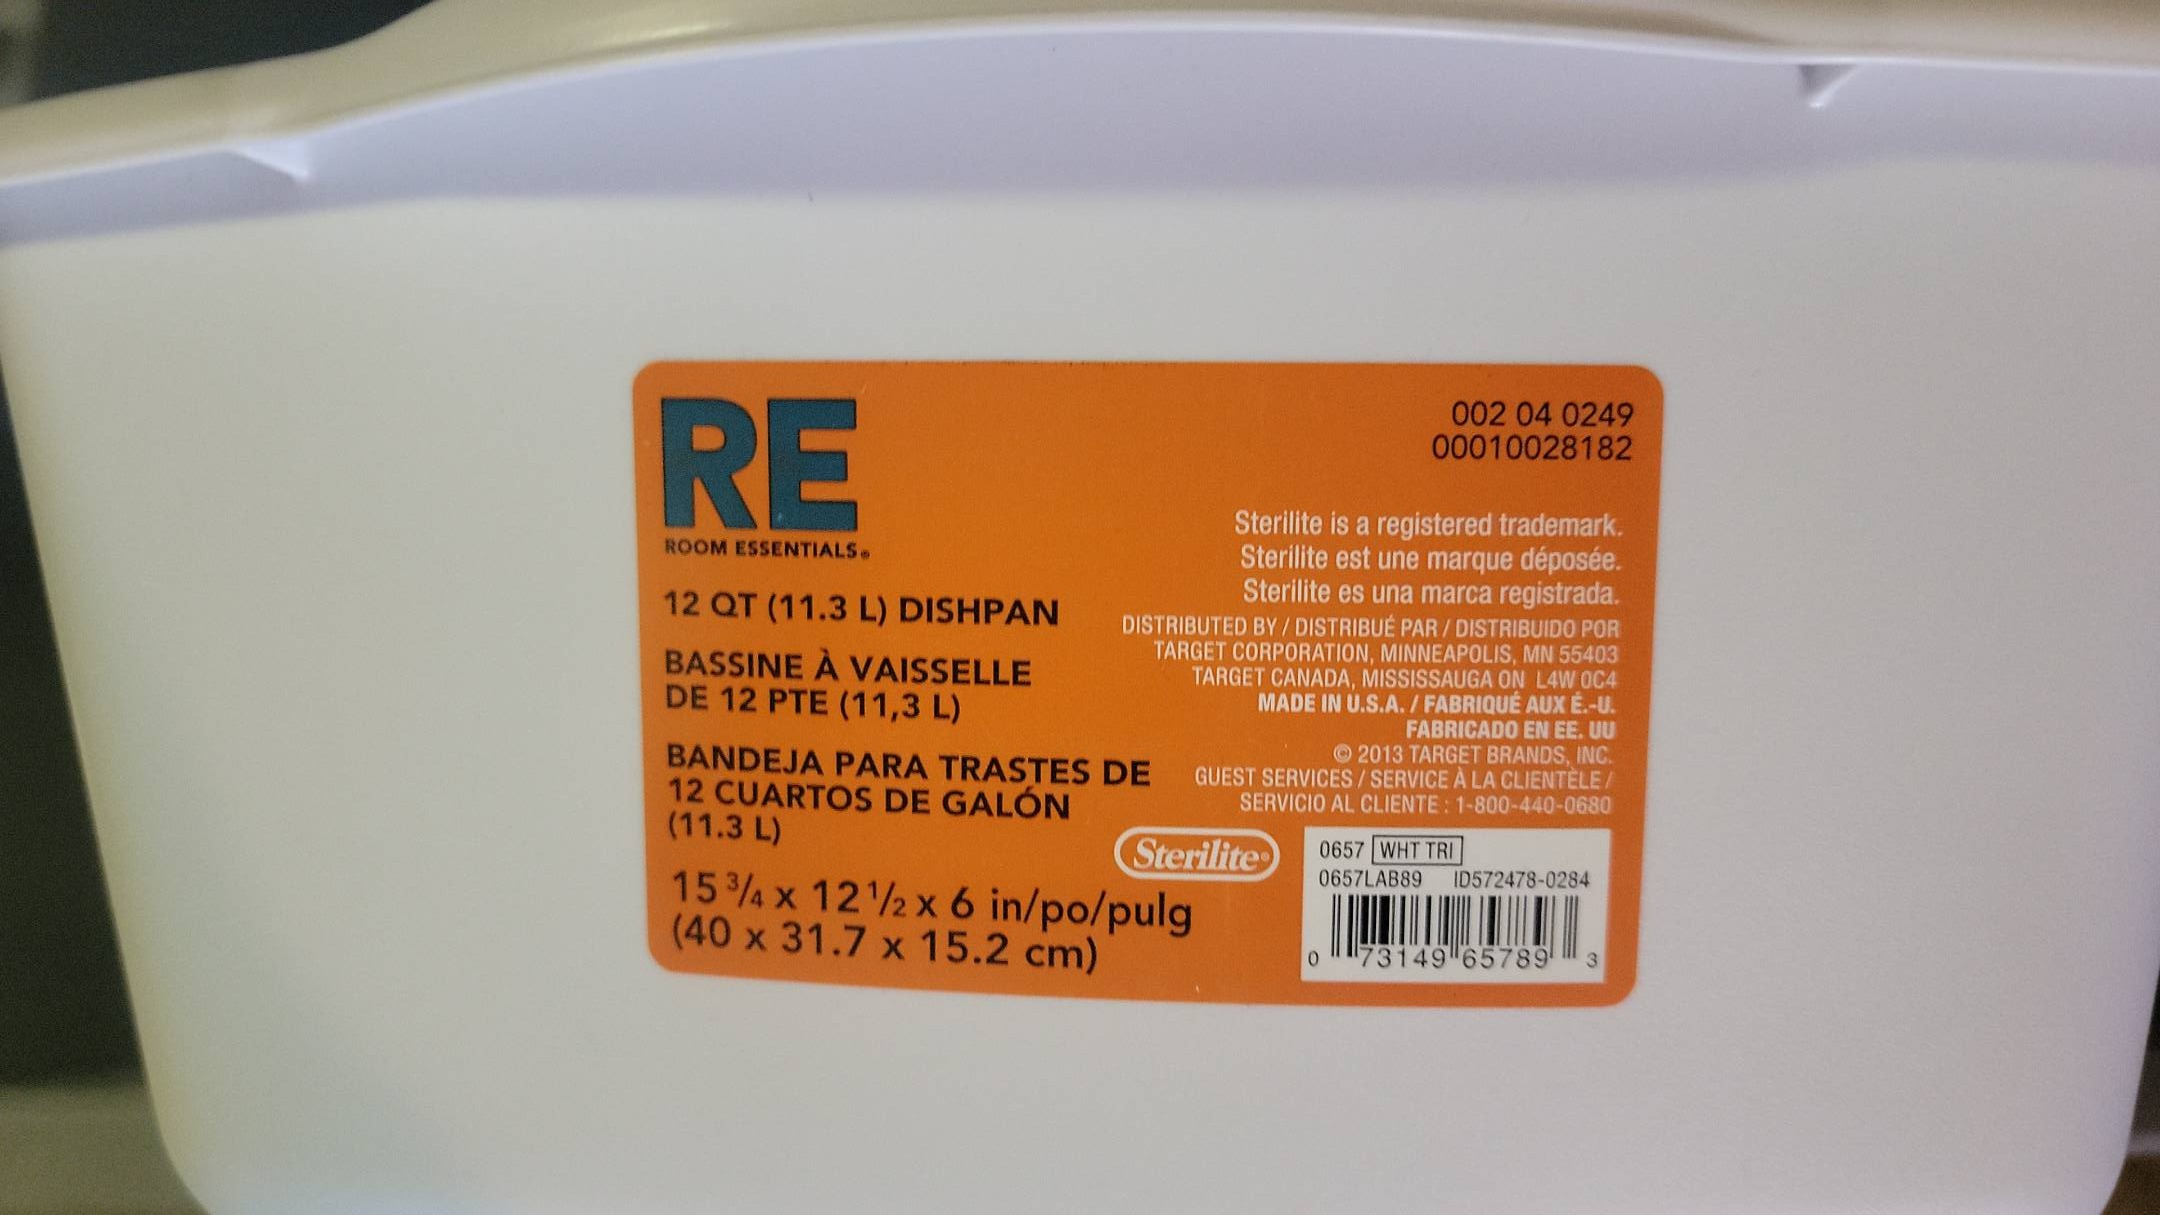 RE
ROOM ESSENTIALS®
12 QT (11.3 L) DISHPAN
BASSINE À VAISSELLE
DE 12 PTE (11,3 L)
BANDEJA PARA TRASTES DE
12 CUARTOS DE GALÓN
(11.3 L)
15 3/4 x 12 1/2 x 6 in/po/pulg
(40 x 31.7 x 15.2 cm)
002 04 0249
00010028182
Sterilite is a registered trademark.
Sterilite est une marque déposée.
Sterilite es una marca registrada.
DISTRIBUTED BY / DISTRIBUÉ PAR / DISTRIBUIDO POR
TARGET CORPORATION, MINNEAPOLIS, MN 55403
TARGET CANADA, MISSISSAUGA ON L4W 0C4
MADE IN U.S.A. / FABRIQUÉ AUX É.-U.
FABRICADO EN EE. UU
© 2013 TARGET BRANDS, INC.
GUEST SERVICES / SERVICE À LA CLIENTÈLE /
SERVICIO AL CLIENTE : 1-800-440-0680
Sterilite®
0657 WHT TRI
0657LAB89 ID572478-0284
0 73149 65789 3